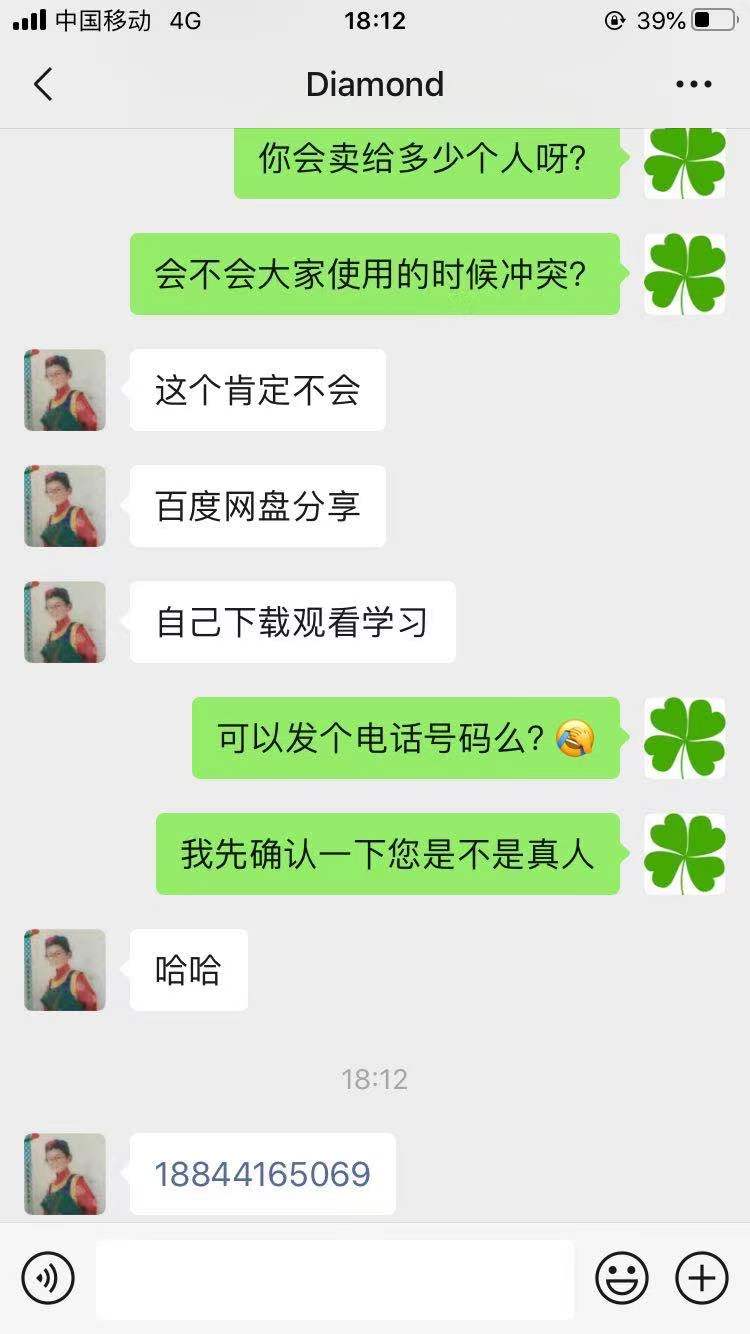 中国移动 4G 18:12 39%
Diamond
你会卖给多少个人呀?
会不会大家使用的时候冲突?
这个肯定不会
百度网盘分享
自己下载观看学习
可以发个电话号码么?
我先确认一下您是不是真人
哈哈
18:12
18844165069